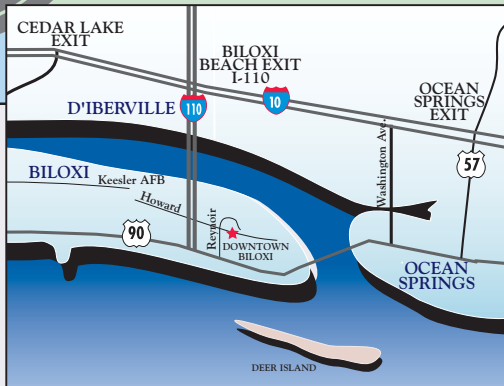 CEDAR LAKE
EXIT
BILOXI
BEACH EXIT
I-110
OCEAN
SPRINGS
EXIT
D'IBERVILLE
110
10
Washington Ave.
57
BILOXI
Keesler AFB
Howard
Reynoir
90
DOWNTOWN
BILOXI
OCEAN
SPRINGS
DEER ISLAND